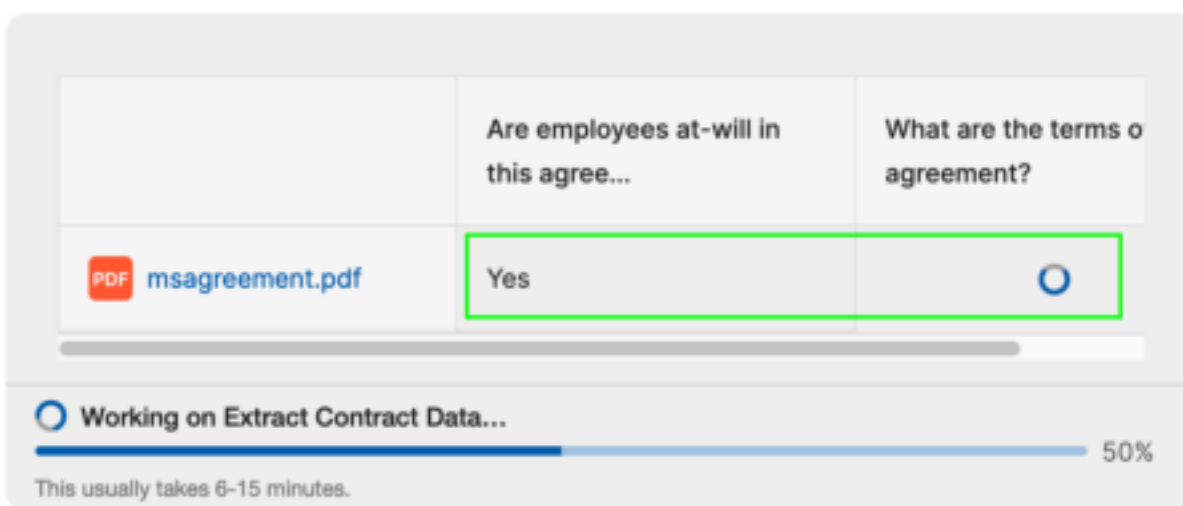 Are employees at-will in
this agree...
What are the terms o
agreement?
PDF msagreement.pdf
Yes
Working on Extract Contract Data...
50%
This usually takes 6-15 minutes.